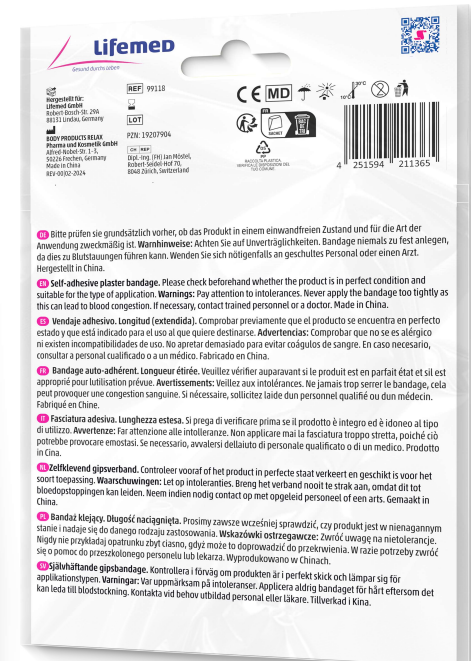 Lifemed
Gesund durchs Leben
Hergestellt für:
Lifemed GmbH
Robert-Bosch-Str. 29A
88131 Lindau, Germany
BODY PRODUCTS RELAX
Pharma und Kosmetik GmbH
Alfred-Nobel-Str. 1-3,
50226 Frechen, Germany
Made in China
REV-00|02-2024
REF 99118
LOT
PZN: 19207904
CH REP
Dipl.-Ing. (FH) Jan Möstel,
Robert-Seidel-Hof 70,
8048 Zürich, Switzerland
CE MD
10°C
30°C
SACHET
RACCOLTA PLASTICA.
VERIFICA LE DISPOSIZIONI DEL
TUO COMUNE.
4 251594 211365
DE Bitte prüfen sie grundsätzlich vorher, ob das Produkt in einem einwandfreien Zustand und für die Art der
Anwendung zweckmäßig ist. Warnhinweise: Achten Sie auf Unverträglichkeiten. Bandage niemals zu fest anlegen,
da dies zu Blutstauungen führen kann. Wenden Sie sich nötigenfalls an geschultes Personal oder einen Arzt.
Hergestellt in China.
EN Self-adhesive plaster bandage. Please check beforehand whether the product is in perfect condition and
suitable for the type of application. Warnings: Pay attention to intolerances. Never apply the bandage too tightly as
this can lead to blood congestion. If necessary, contact trained personnel or a doctor. Made in China.
ES Vendaje adhesivo. Longitud (extendida). Comprobar previamente que el producto se encuentra en perfecto
estado y que está indicado para el uso al que quiere destinarse. Advertencias: Comprobar que no se es alérgico
ni existen incompatibilidades de uso. No apretar demasiado para evitar coágulos de sangre. En caso necesario,
consultar a personal cualificado o a un médico. Fabricado en China.
FR Bandage auto-adhérent. Longueur étirée. Veuillez vérifier auparavant si le produit est en parfait état et sil est
approprié pour lutilisation prévue. Avertissements: Veillez aux intolérances. Ne jamais trop serrer le bandage, cela
peut provoquer une congestion sanguine. Si nécessaire, sollicitez laide dun personnel qualifié ou dun médecin.
Fabriqué en Chine.
IT Fasciatura adesiva. Lunghezza estesa. Si prega di verificare prima se il prodotto è integro ed è idoneo al tipo
di utilizzo. Avvertenze: Far attenzione alle intolleranze. Non applicare mai la fasciatura troppo stretta, poiché ciò
potrebbe provocare emostasi. Se necessario, avvalersi dellaiuto di personale qualificato o di un medico. Prodotto
in Cina.
NL Zelfklevend gipsverband. Controleer vooraf of het product in perfecte staat verkeert en geschikt is voor het
soort toepassing. Waarschuwingen: Let op intoleranties. Breng het verband nooit te strak aan, omdat dit tot
bloedopstoppingen kan leiden. Neem indien nodig contact op met opgeleid personeel of een arts. Gemaakt in
China.
PL Bandaż klejący. Długość naciągnięta. Prosimy zawsze wcześniej sprawdzić, czy produkt jest w nienagannym
stanie i nadaje się do danego rodzaju zastosowania. Wskazówki ostrzegawcze: Zwróć uwagę na nietolerancje.
Nigdy nie przykładaj opatrunku zbyt ciasno, gdyż może to doprowadzić do przekrwienia. W razie potrzeby zwróć
się o pomoc do przeszkolonego personelu lub lekarza. Wyprodukowano w Chinach.
SV Självhäftande gipsbandage. Kontrollera i förväg om produkten är i perfekt skick och lämpar sig för
applikationstypen. Varningar: Var uppmärksam på intoleranser. Applicera aldrig bandaget för hårt eftersom det
kan leda till blodstockning. Kontakta vid behov utbildad personal eller läkare. Tillverkad i Kina.